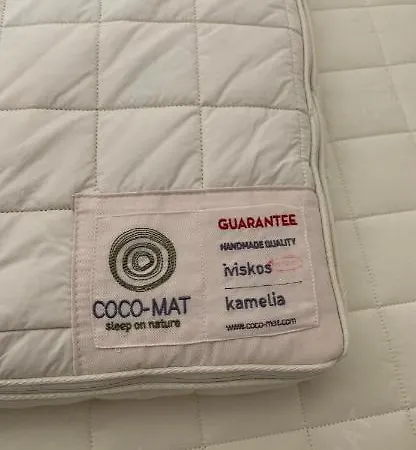 COCO-MAT
sleep on nature
GUARANTEE
HANDMADE QUALITY
iviskos
kamelia
www.coco-mat.com